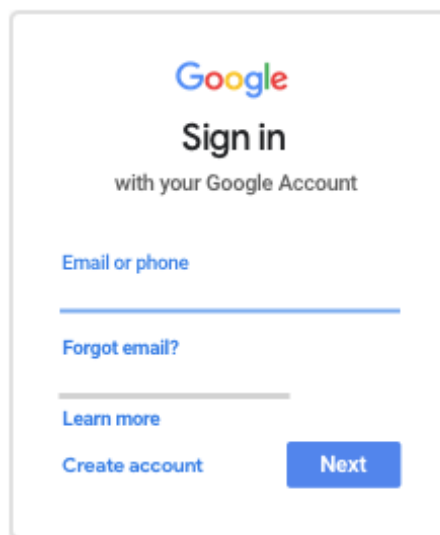 Google
Sign in
with your Google Account
Email or phone
Forgot email?
Learn more
Create account
Next